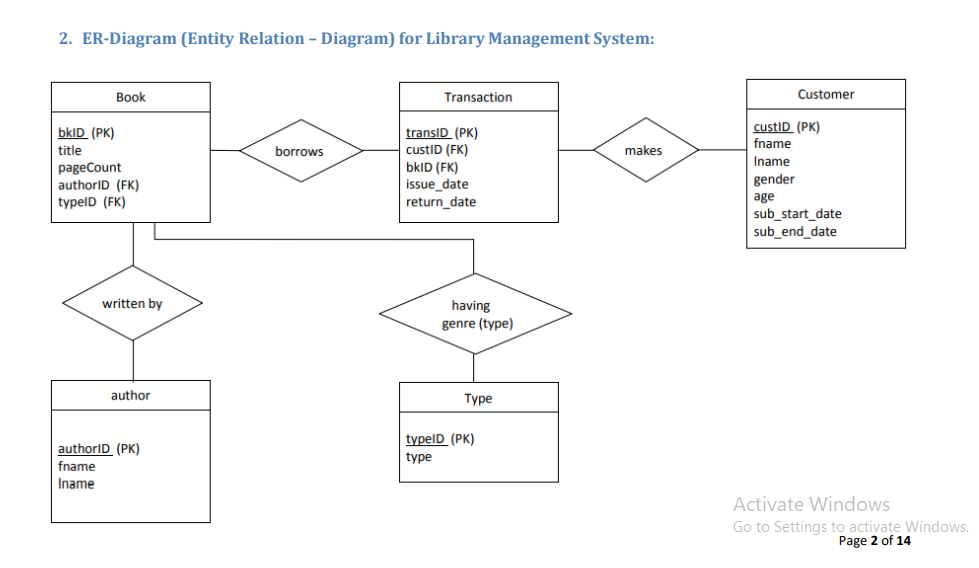 2. ER-Diagram (Entity Relation – Diagram) for Library Management System:
Book
bkID (PK)
title
pageCount
authorID (FK)
typeID (FK)
borrows
Transaction
transID (PK)
custID (FK)
bkID (FK)
issue_date
return_date
makes
Customer
custID (PK)
fname
lname
gender
age
sub_start_date
sub_end_date
written by
having
genre (type)
author
authorID (PK)
fname
lname
Type
typeID (PK)
type
Activate Windows
Go to Settings to activate Windows.
Page 2 of 14